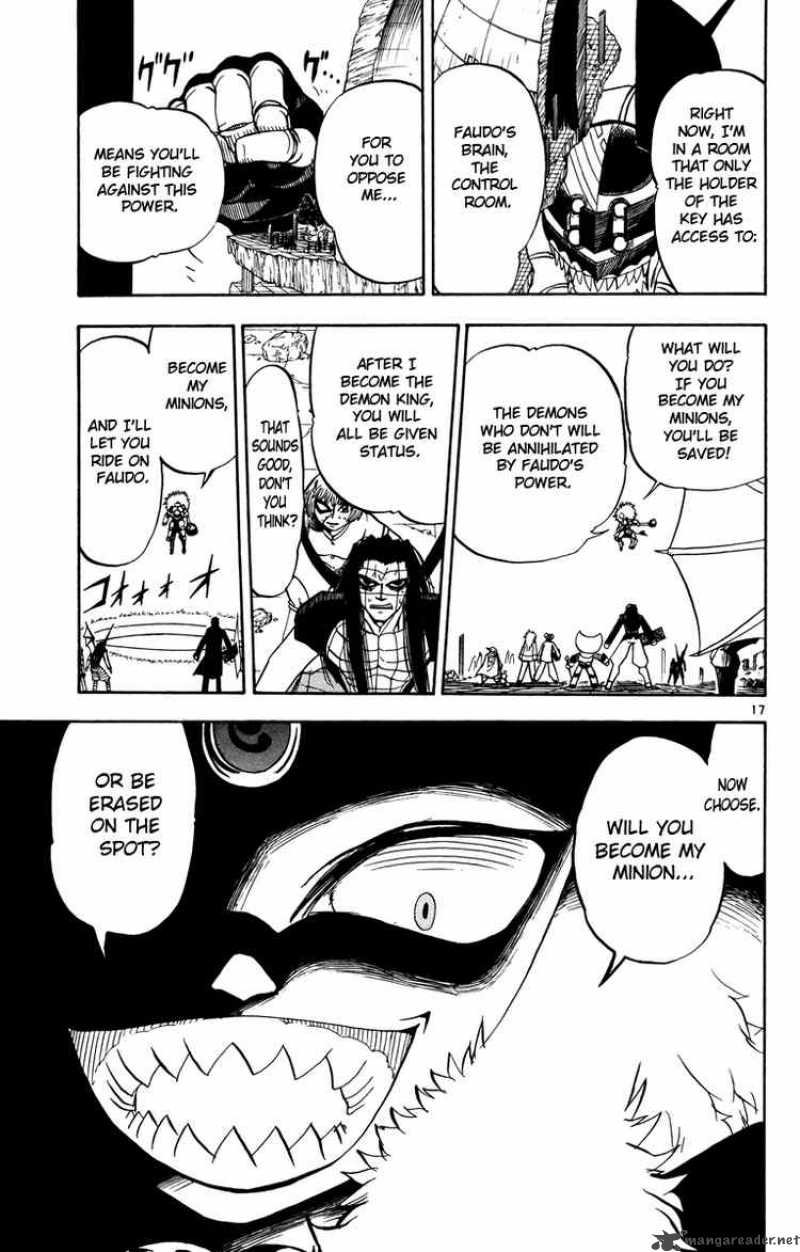 RIGHT
NOW, I'M
IN A ROOM
THAT ONLY
THE HOLDER
OF THE
KEY HAS
ACCESS TO:
FAUDO'S
BRAIN,
THE
CONTROL
ROOM.
FOR
YOU TO
OPPOSE
ME...
MEANS YOU'LL
BE FIGHTING
AGAINST THIS
POWER.
ググ
グ...
WHAT WILL
YOU DO?
IF YOU
BECOME MY
MINIONS,
YOU'LL BE
SAVED!
THE DEMONS
WHO DON'T WILL
BE ANNIHILATED
BY FAUDO'S
POWER.
AFTER I
BECOME THE
DEMON KING,
YOU WILL
ALL BE GIVEN
STATUS.
THAT
SOUNDS
GOOD,
DON'T
YOU
THINK?
BECOME
MY
MINIONS,
AND I'LL
LET YOU
RIDE ON
FAUDO.
コオオオオ
17
NOW
CHOOSE.
WILL YOU
BECOME MY
MINION...
OR BE
ERASED
ON THE
SPOT?
mangareader.net